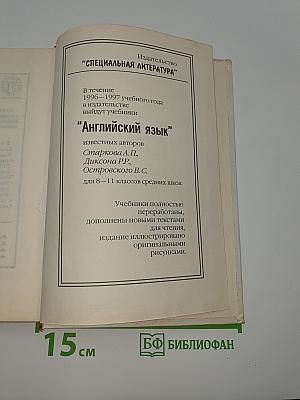 Издательство
"СПЕЦИАЛЬНАЯ ЛИТЕРАТУРА"
В течение
1996—1997 учебного года
в издательстве
выйдут учебники
"Английский язык"
известных авторов
Старкова А.П.,
Диксона Р.Р.,
Островского Б.С.
для 8—11 классов средних школ.
Учебники полностью
переработаны,
дополнены новыми текстами
для чтения,
издание иллюстрировано
оригинальными
рисунками.
15 см
БФ БИБЛИОФАН